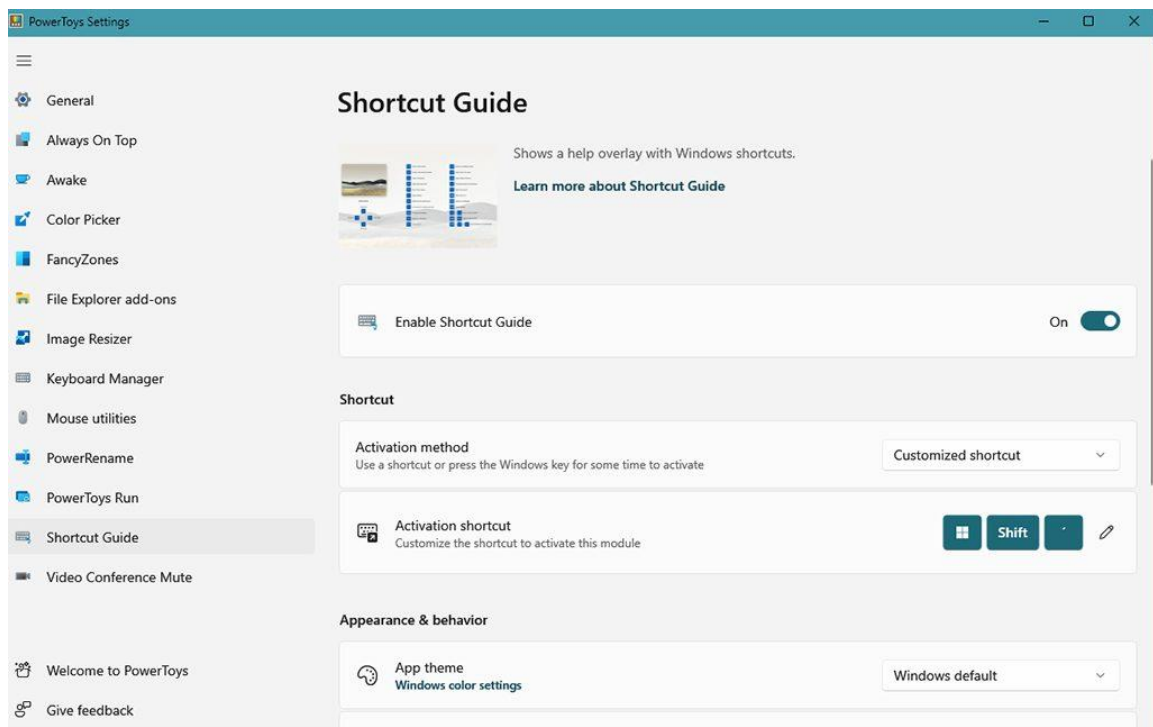 PowerToys Settings
General
Always On Top
Awake
Color Picker
FancyZones
File Explorer add-ons
Image Resizer
Keyboard Manager
Mouse utilities
PowerRename
PowerToys Run
Shortcut Guide
Video Conference Mute
Welcome to PowerToys
Give feedback
Shortcut Guide
Shows a help overlay with Windows shortcuts.
Learn more about Shortcut Guide
Enable Shortcut Guide
On
Shortcut
Activation method
Use a shortcut or press the Windows key for some time to activate
Customized shortcut
Activation shortcut
Customize the shortcut to activate this module
Shift ´
Appearance & behavior
App theme
Windows color settings
Windows default